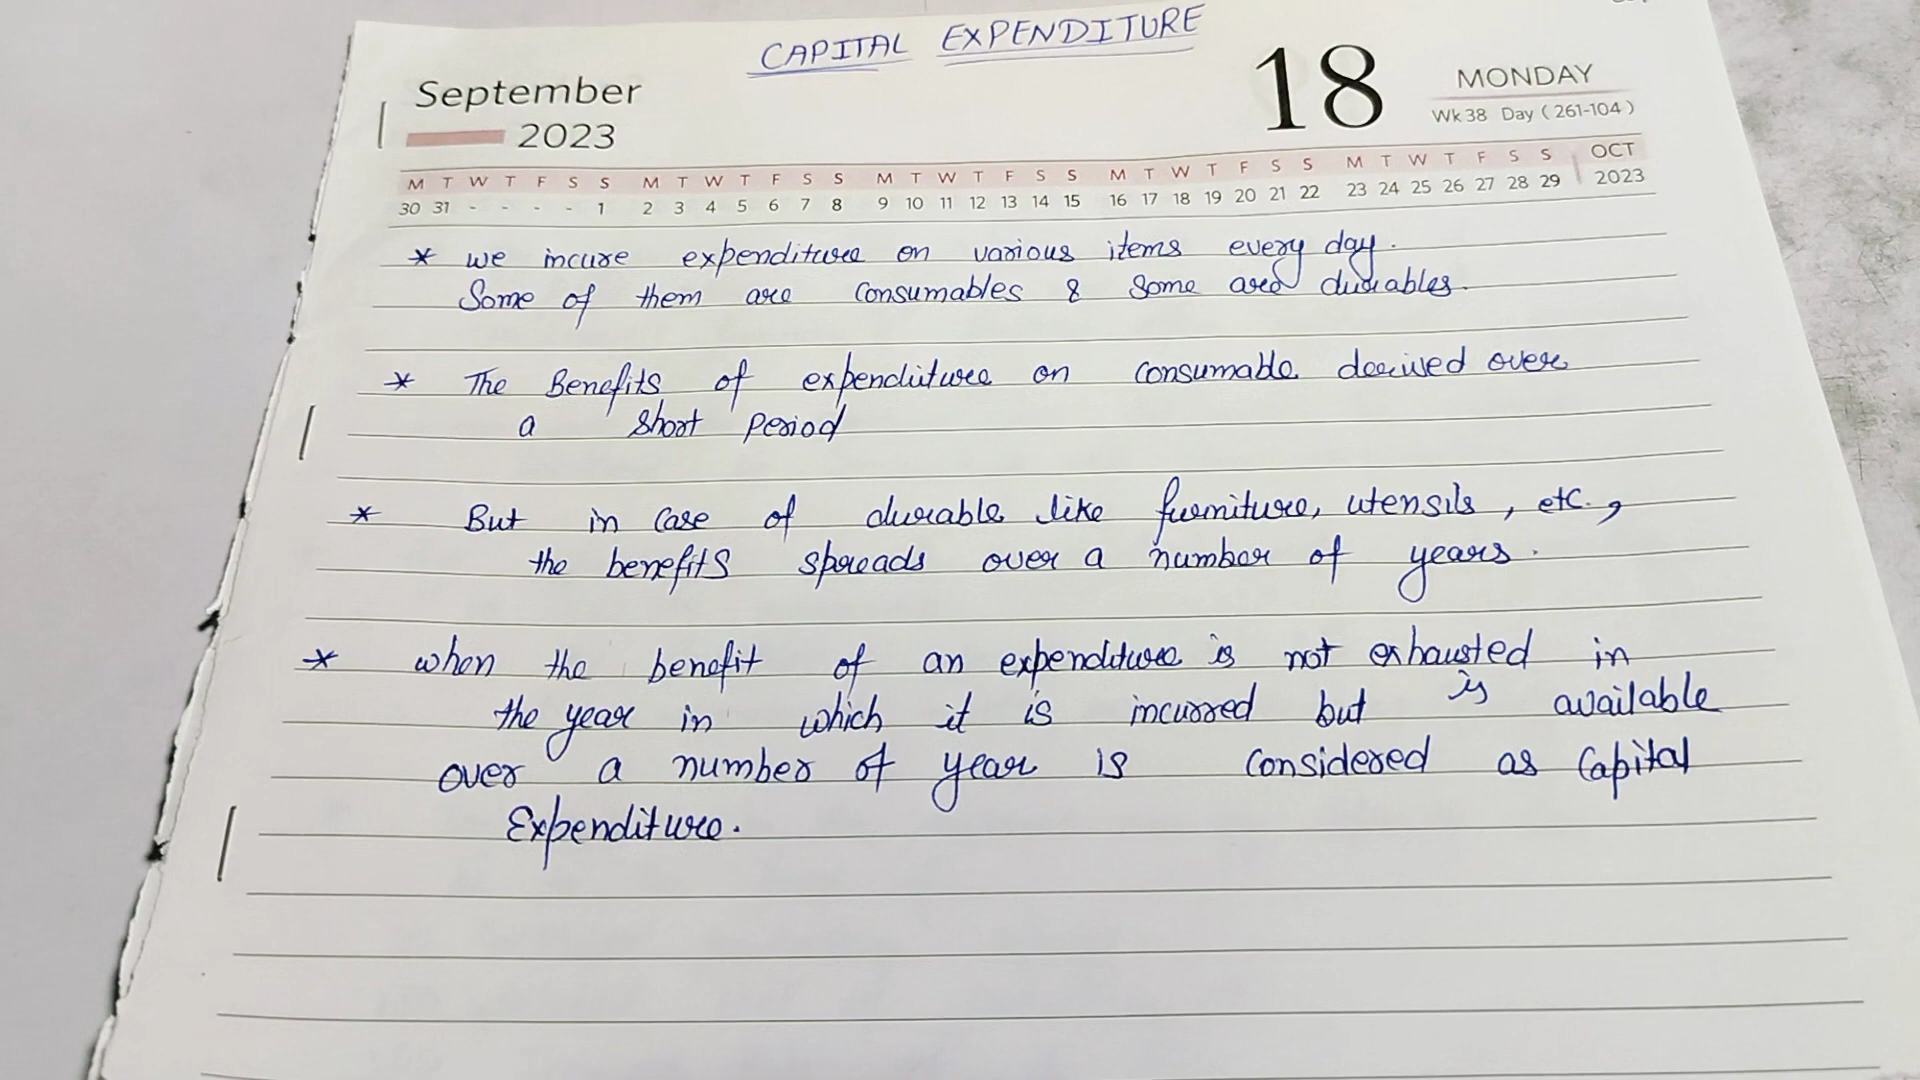 CAPITAL EXPENDITURE
September
2023
18
MONDAY
Wk 38 Day (261-104)
M T W T F S S M T W T F S S M T W T F S S M T W T F S S M T W T F S S OCT
30 31 - - - - 1 2 3 4 5 6 7 8 9 10 11 12 13 14 15 16 17 18 19 20 21 22 23 24 25 26 27 28 29 2023
* we incure expenditure on various items every day.
Some of them are Consumables & Some are durables.
* The Benefits of expenditure on consumable derived over
a Short Period
* But in Case of durable like furniture, utensils, etc.,
the benefits spreads over a number of years.
* when the benefit of an expenditure is not exhausted in
the year in which it is incurred but is available
over a number of year is Considered as Capital
Expenditure.